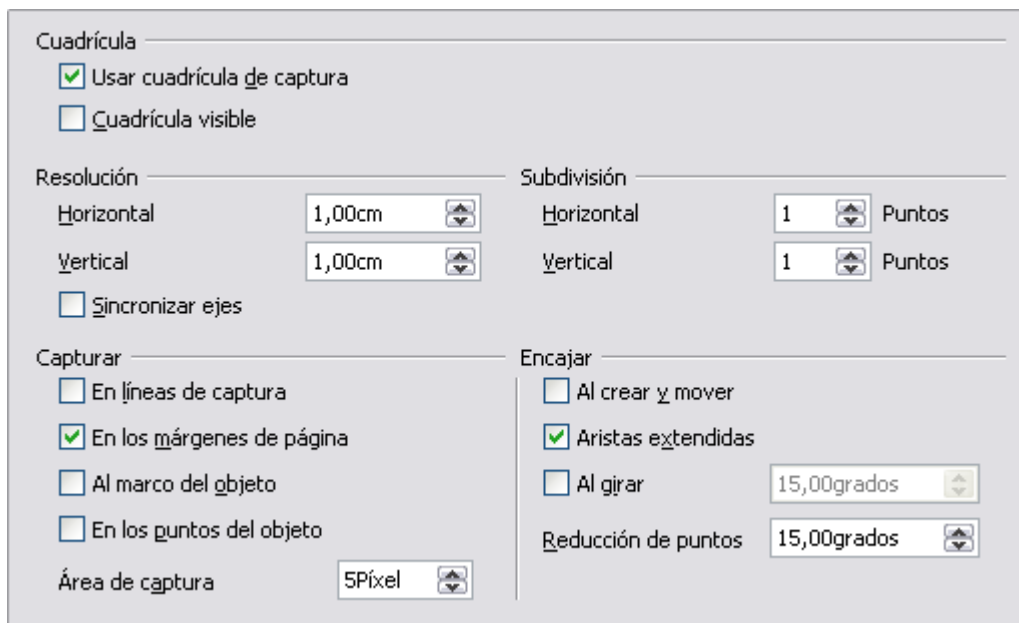 Cuadrícula
Usar cuadrícula de captura
Cuadrícula visible
Resolución
Horizontal 1,00cm
Vertical 1,00cm
Sincronizar ejes
Subdivisión
Horizontal 1 Puntos
Vertical 1 Puntos
Capturar
En líneas de captura
En los márgenes de página
Al marco del objeto
En los puntos del objeto
Área de captura 5Píxel
Encajar
Al crear y mover
Aristas extendidas
Al girar 15,00grados
Reducción de puntos 15,00grados